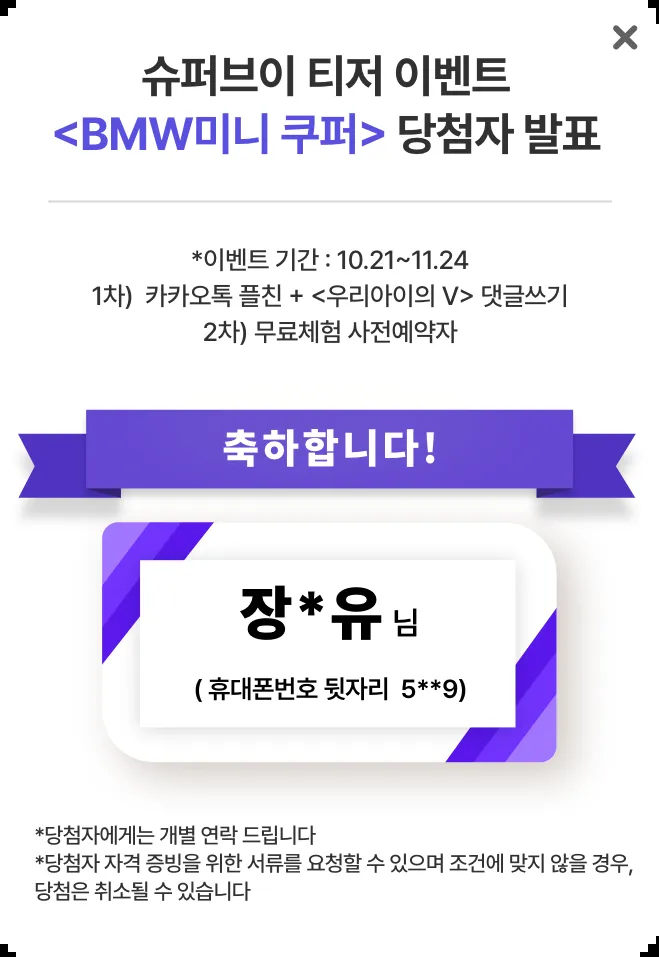 슈퍼브이 티저 이벤트
<BMW미니 쿠퍼> 당첨자 발표
*이벤트 기간 : 10.21~11.24
1차) 카카오톡 플친 + <우리아이의 V> 댓글쓰기
2차) 무료체험 사전예약자
축하합니다!
장*유 님
( 휴대폰번호 뒷자리 5**9)
*당첨자에게는 개별 연락 드립니다
*당첨자 자격 증빙을 위한 서류를 요청할 수 있으며 조건에 맞지 않을 경우,
당첨은 취소될 수 있습니다